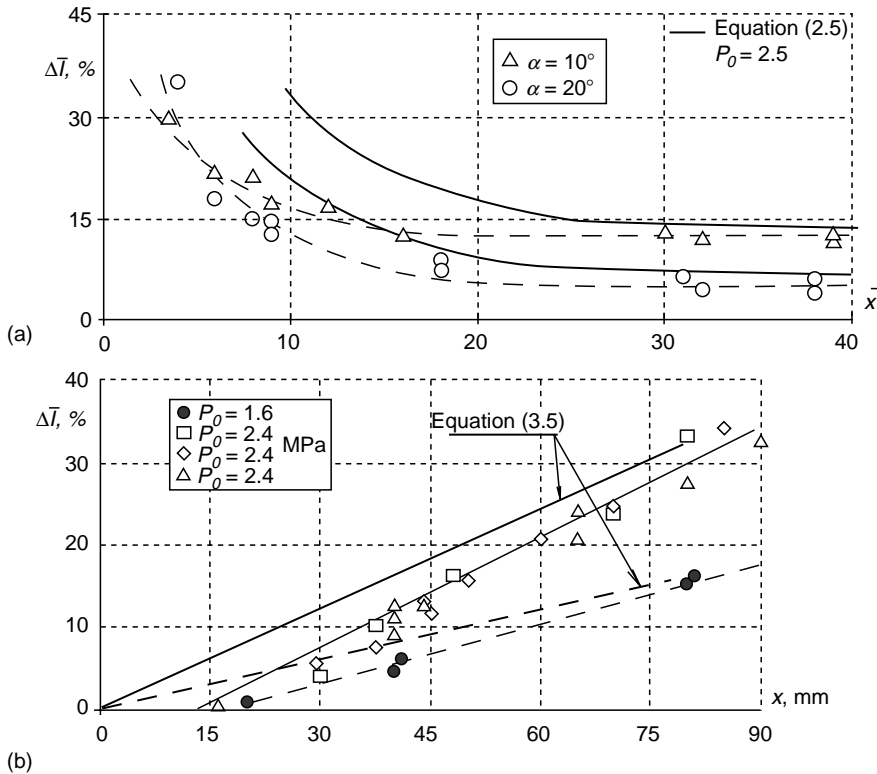 45
ΔĪ, %
30
15
0
α = 10°
α = 20°
Equation (2.5)
P₀ = 2.5
0
10
20
30
40
x̄
(a)
40
ΔĪ, %
30
20
10
0
P₀ = 1.6
P₀ = 2.4
P₀ = 2.4
P₀ = 2.4
MPa
Equation (3.5)
0
15
30
45
60
75
90
x, mm
(b)